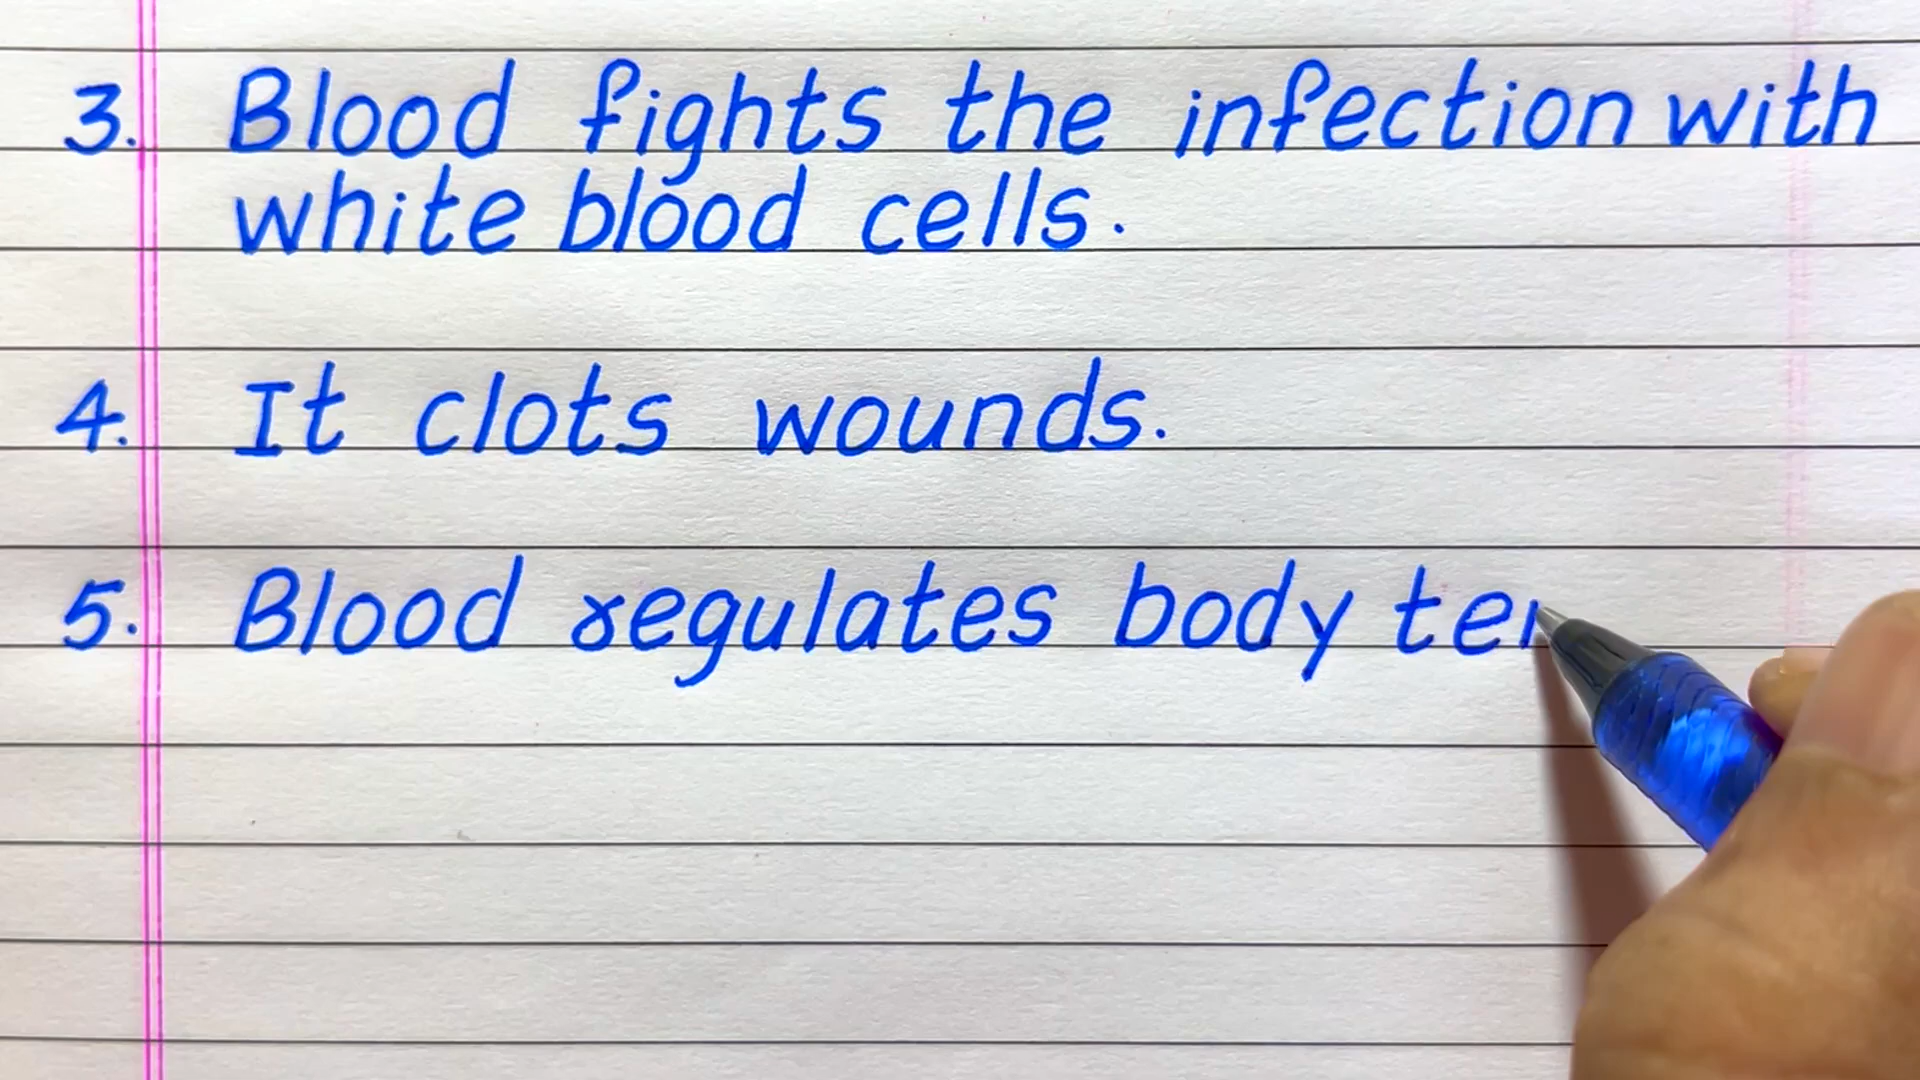 3. Blood fights the infection with
white blood cells.
4. It clots wounds.
5. Blood regulates body te